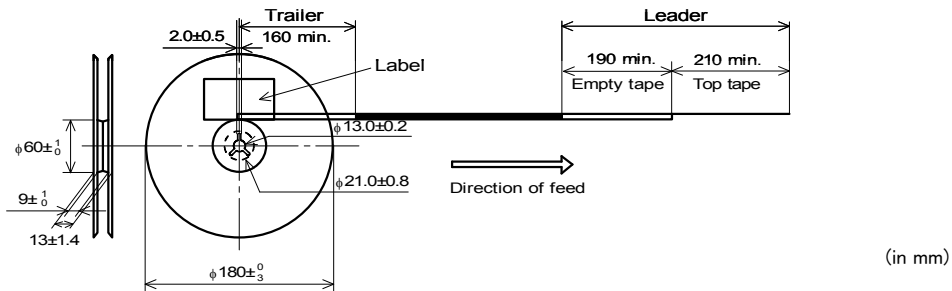 Trailer
Leader
2.0±0.5
160 min.
190 min.
210 min.
Label
Empty tape
Top tape
φ60±¹₀
φ13.0±0.2
φ21.0±0.8
Direction of feed
9±¹₀
13±1.4
φ180±⁰₃
(in mm)